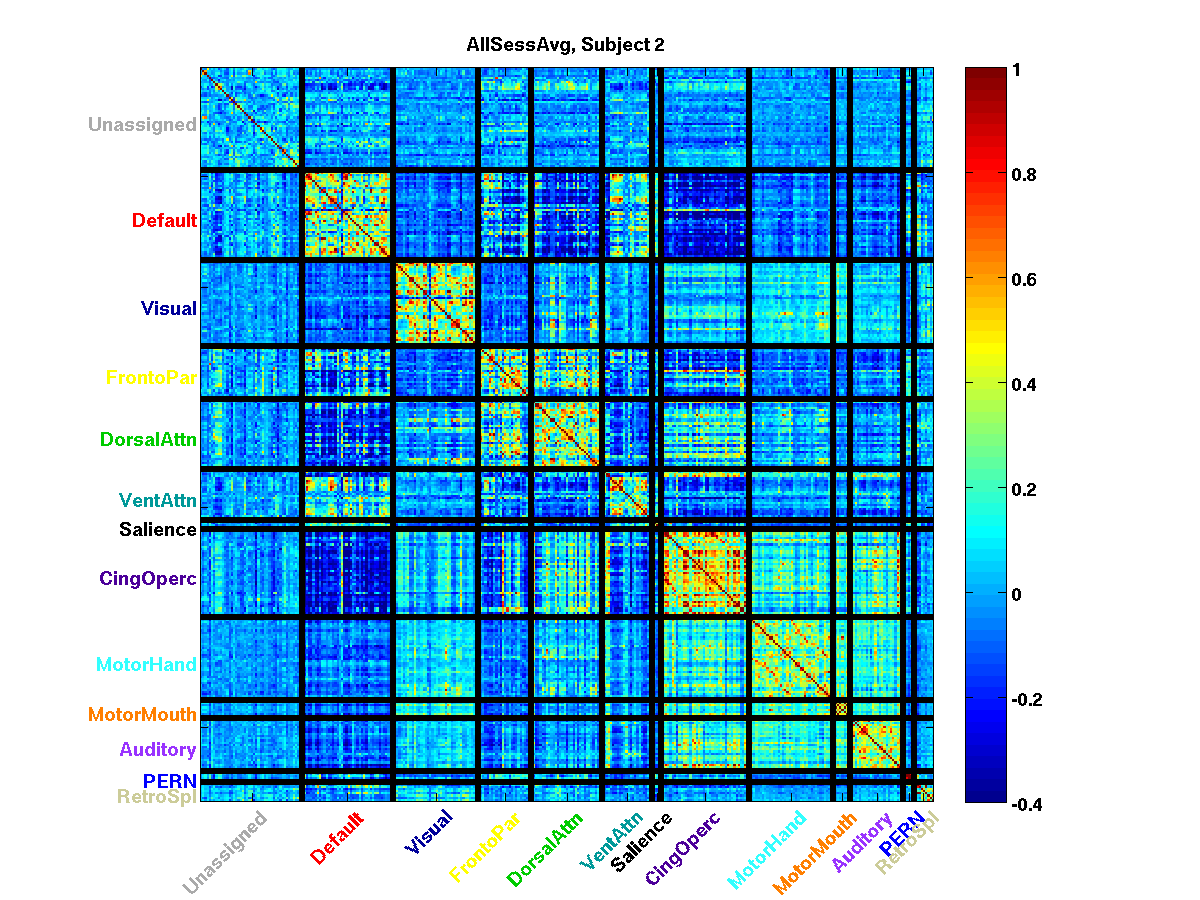 AllSessAvg, Subject 2
Unassigned
Default
Visual
FrontoPar
DorsalAttn
VentAttn
Salience
CingOperc
MotorHand
MotorMouth
Auditory
PERN
RetroSpl
Unassigned
Default
Visual
FrontoPar
DorsalAttn
VentAttn
Salience
CingOperc
MotorHand
MotorMouth
Auditory
PERN
RetroSpl
1
0.8
0.6
0.4
0.2
0
-0.2
-0.4